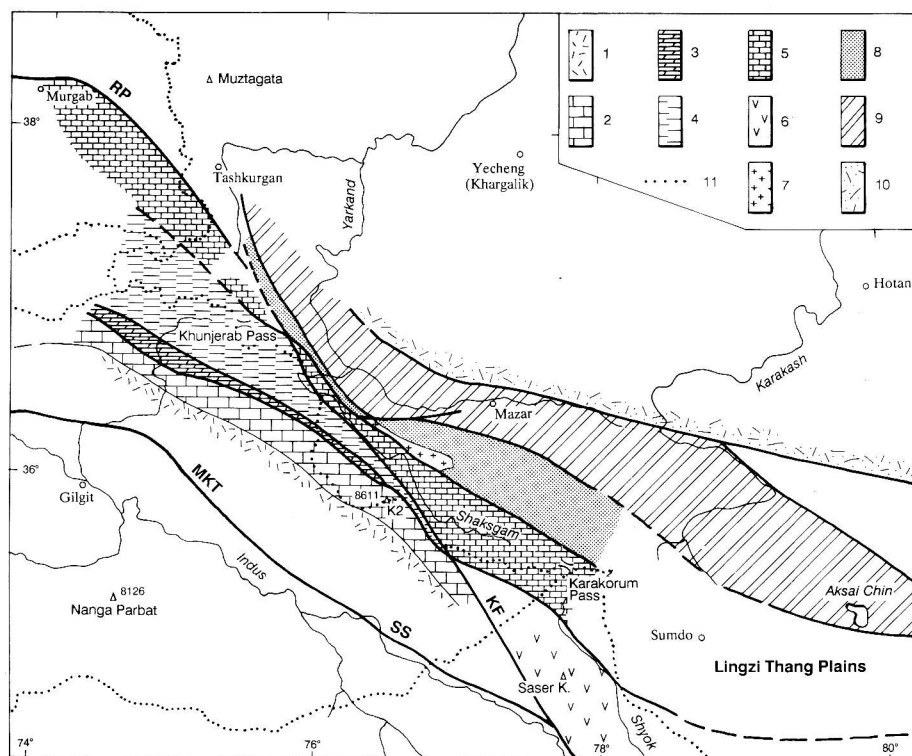 1 3 5 8
2 4 6 9
11 7 10
RP
Muztagata
Murgab
38°
Tashkurgan
Yarkand
Yecheng
(Khargalik)
Hotan
Khunjerab Pass
Karakash
Mazar
36°
MKT
Gilgit
8611
K2
Shaksgam
Indus
8126
Nanga Parbat
Karakorum
Pass
KF
Aksai Chin
SS
Sumdo
Lingzi Thang Plains
Saser K.
Shyok
74° 76° 78° 80°